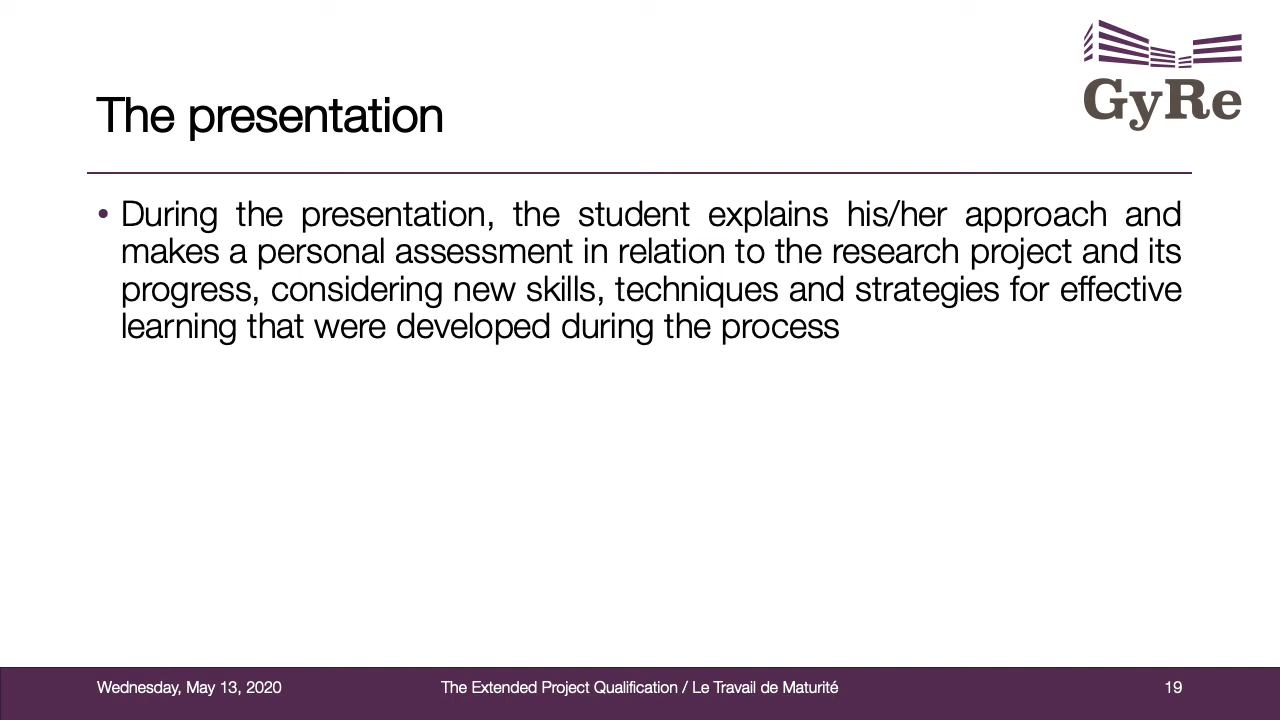 GyRe
The presentation
• During the presentation, the student explains his/her approach and
makes a personal assessment in relation to the research project and its
progress, considering new skills, techniques and strategies for effective
learning that were developed during the process
Wednesday, May 13, 2020
The Extended Project Qualification / Le Travail de Maturité
19